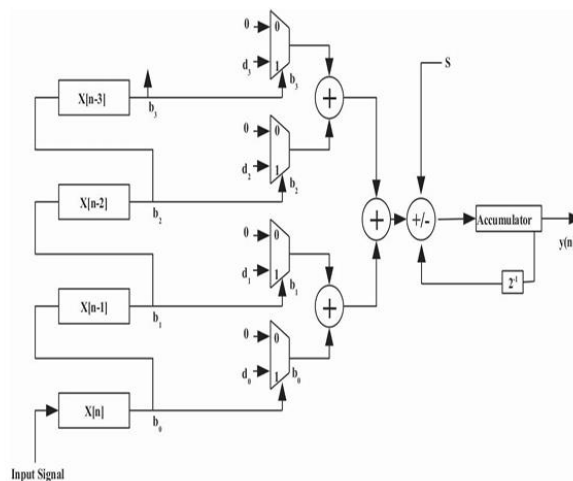 0
0
d3
1
b3
X[n-3]
b3
S
0
0
d2
1
b2
X[n-2]
b2
+
+
+/-
Accumulator
y(n
2-1
0
0
d1
1
b1
X[n-1]
b1
+
0
0
d0
1
b0
X[n]
b0
Input Signal